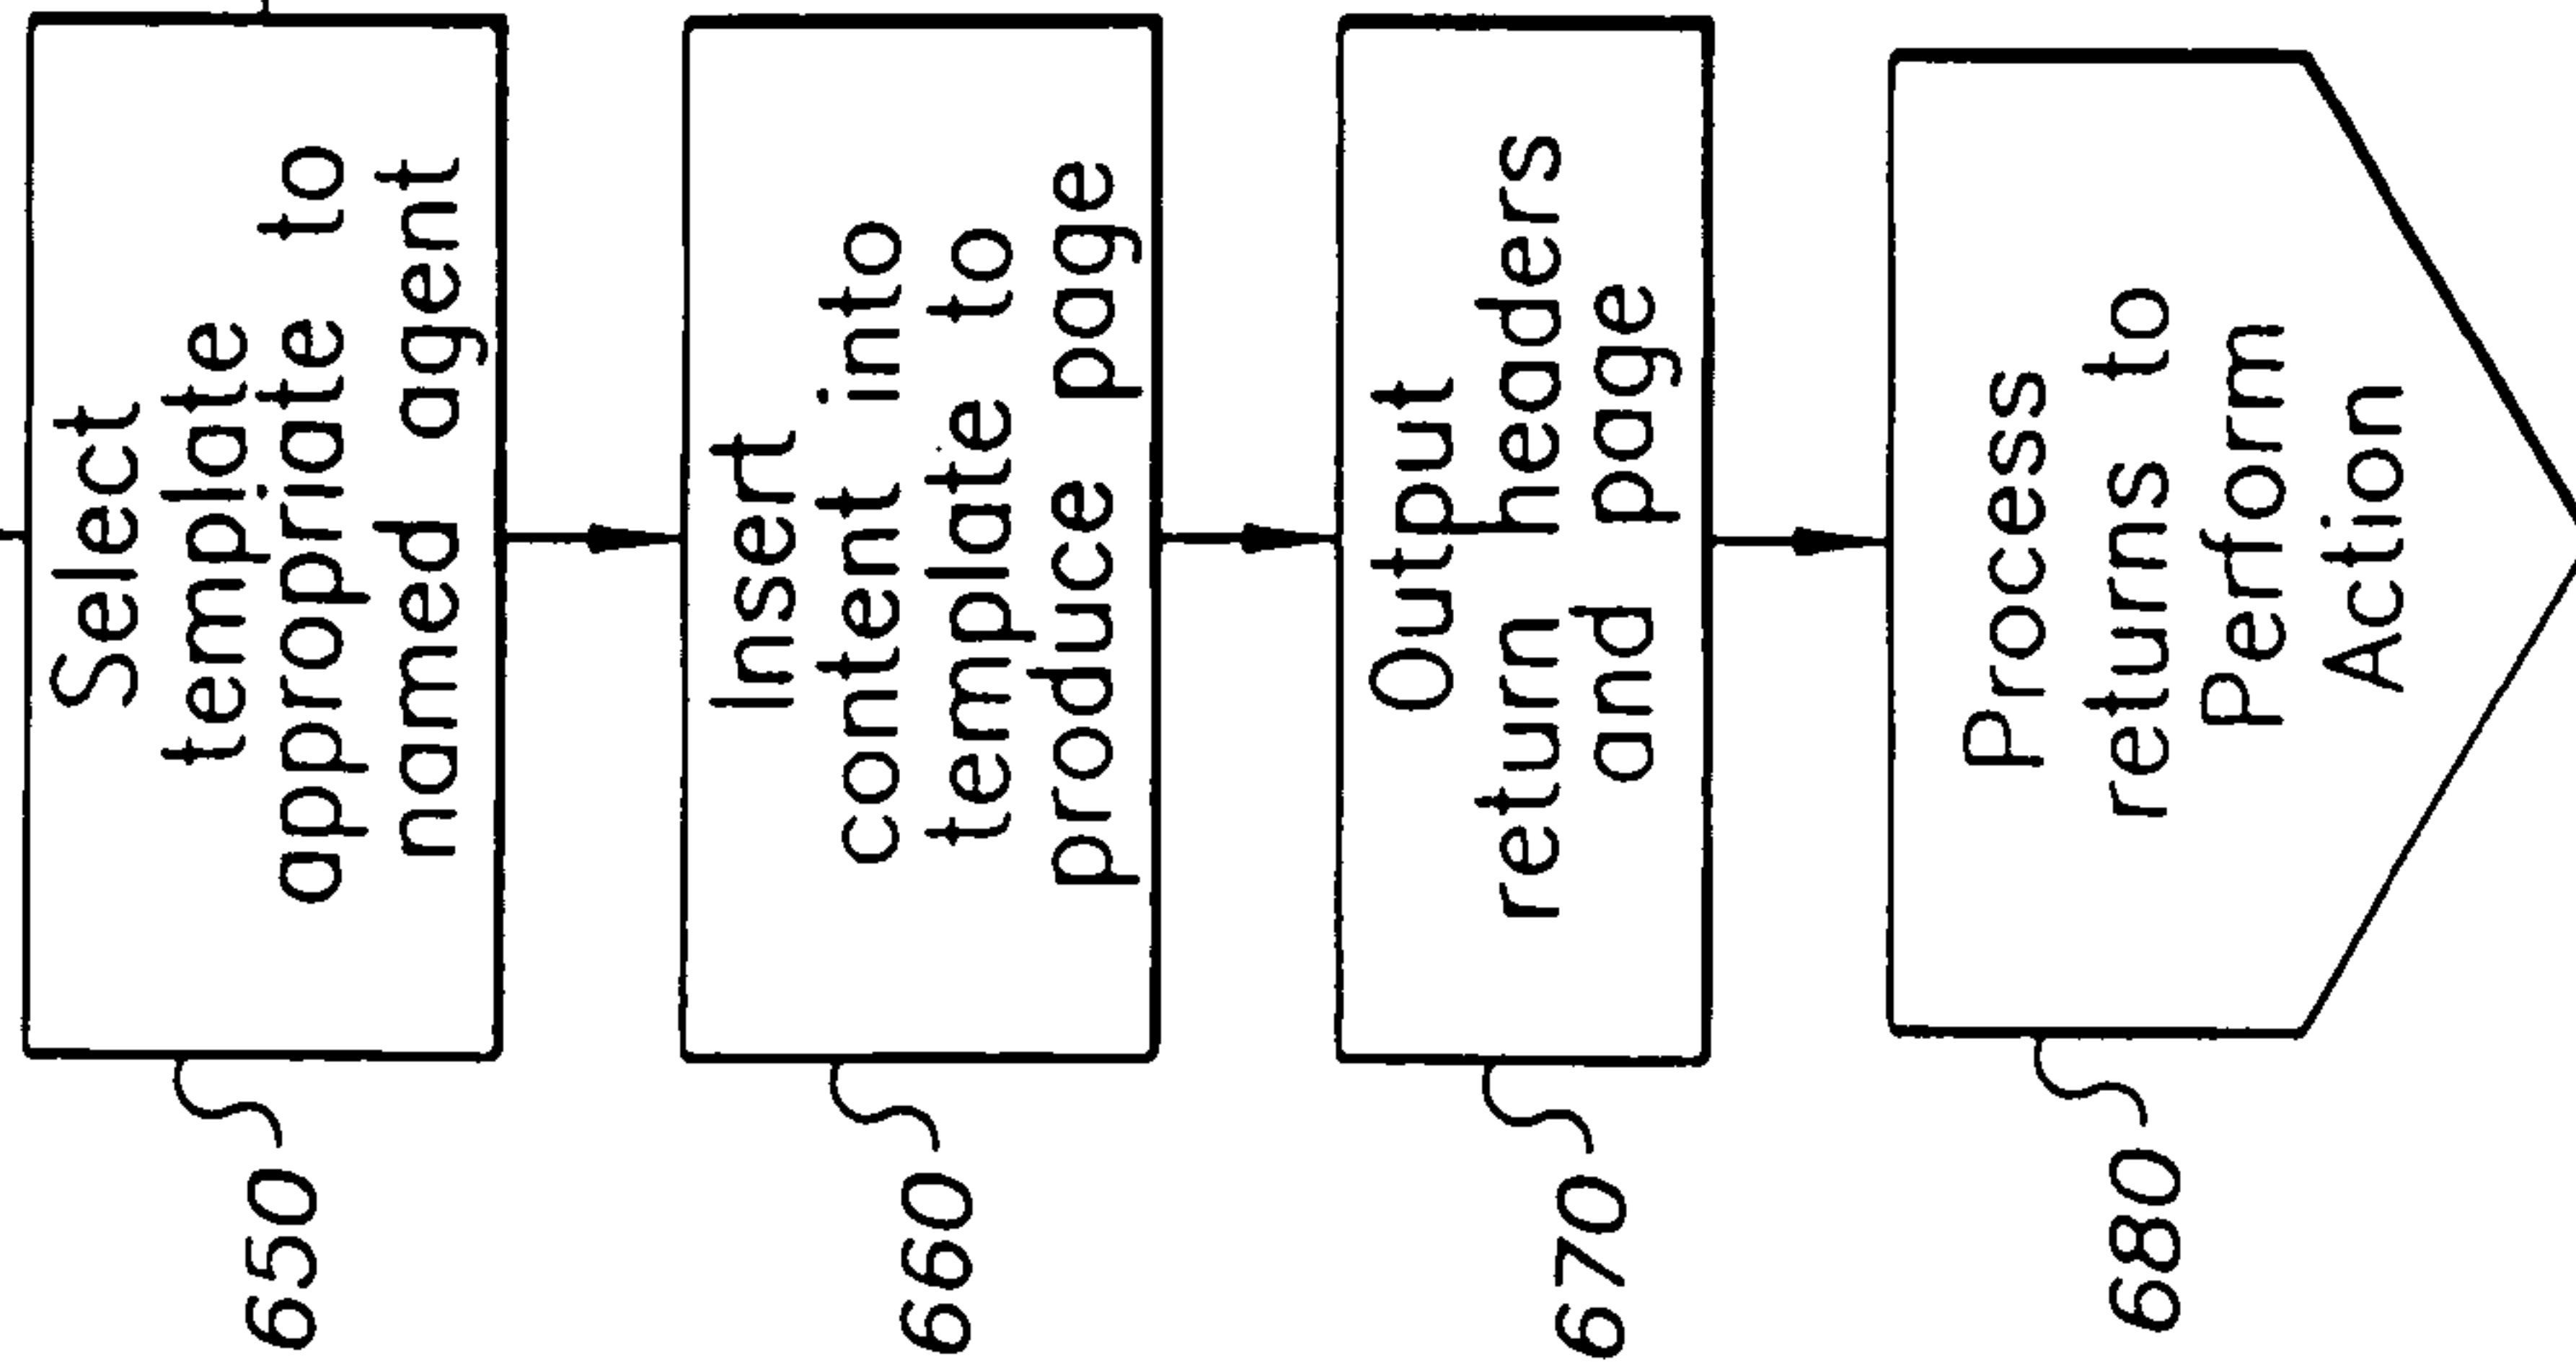 Select
template
appropriate to
named agent
650
Insert
content into
template to
produce page
660
Output
return headers
and page
670
Process
returns to
Perform
Action
680